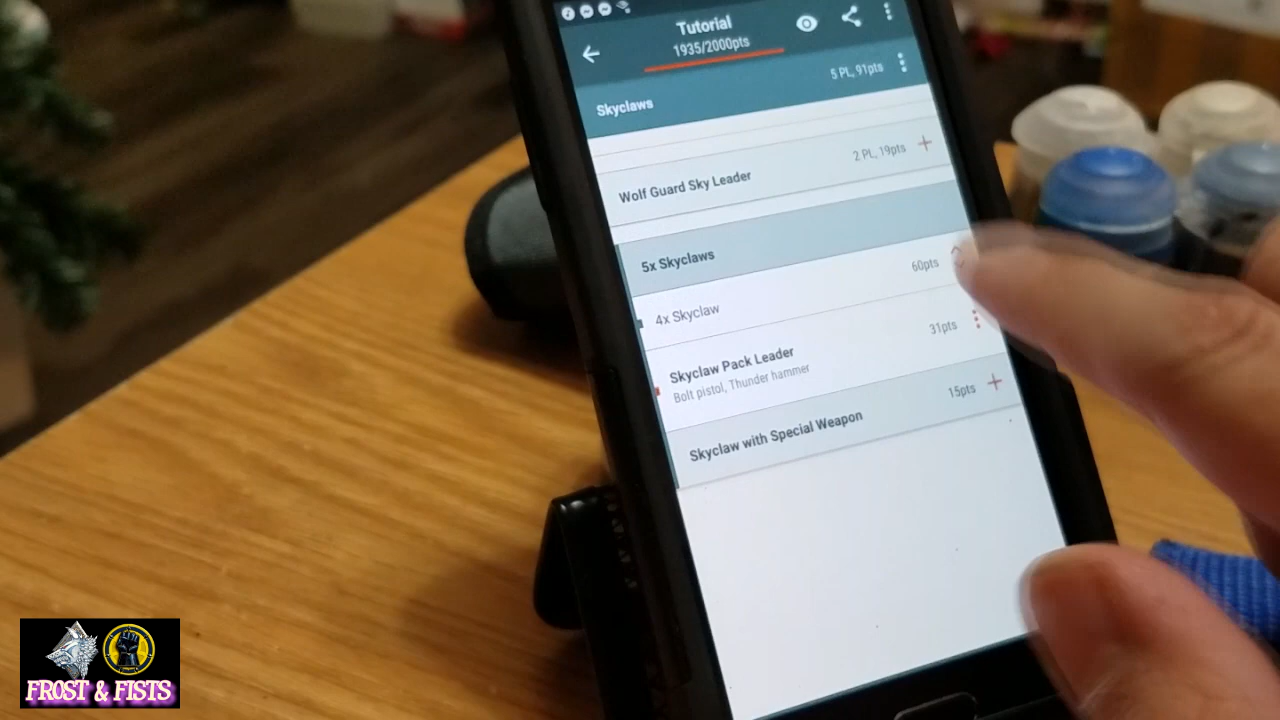 Tutorial
1935/2000pts
Skyclaws
5 PL, 91pts
Wolf Guard Sky Leader
2 PL, 19pts
5x Skyclaws
4x Skyclaw
60pts
Skyclaw Pack Leader
31pts
Bolt pistol, Thunder hammer
Skyclaw with Special Weapon
15pts
FROST & FISTS